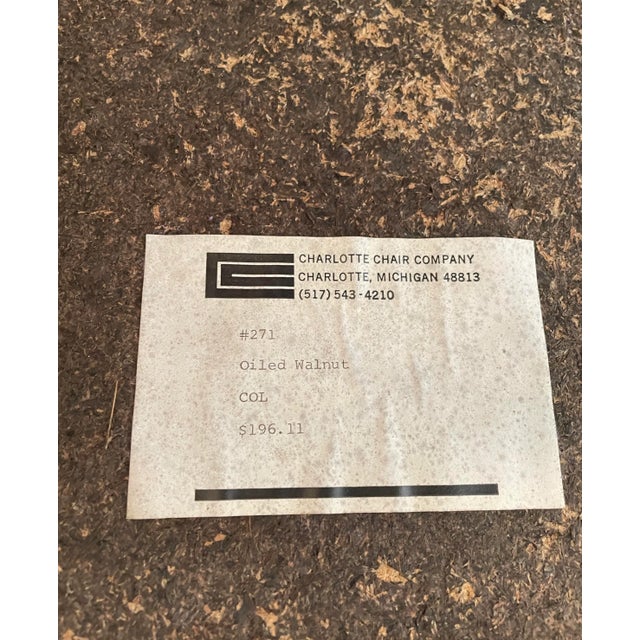 CHARLOTTE CHAIR COMPANY
CHARLOTTE, MICHIGAN 48813
(517) 543-4210
#271
Oiled Walnut
COL
$196.11